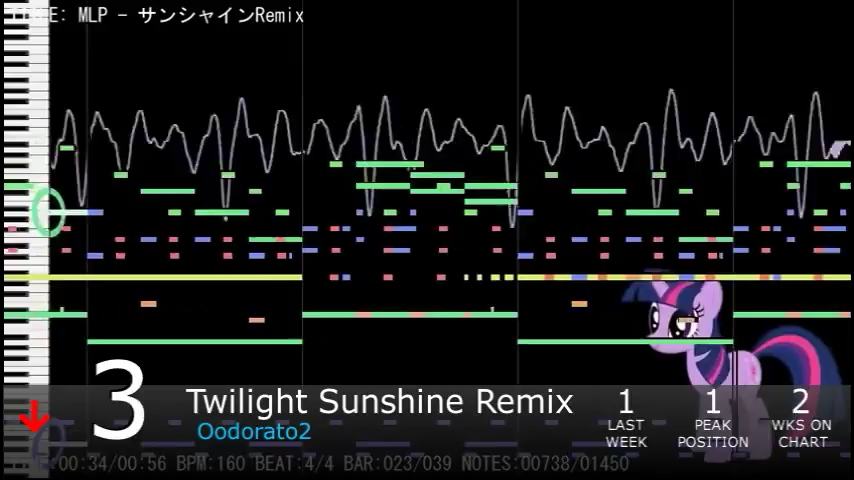 MLP - サンシャインRemix
3
Twilight Sunshine Remix
Oodorato2
1
LAST
WEEK
1
PEAK
POSITION
2
WKS ON
CHART
:00:34/00:56 BPM:160 BEAT:4/4 BAR:023/039 NOTES:00738/01450